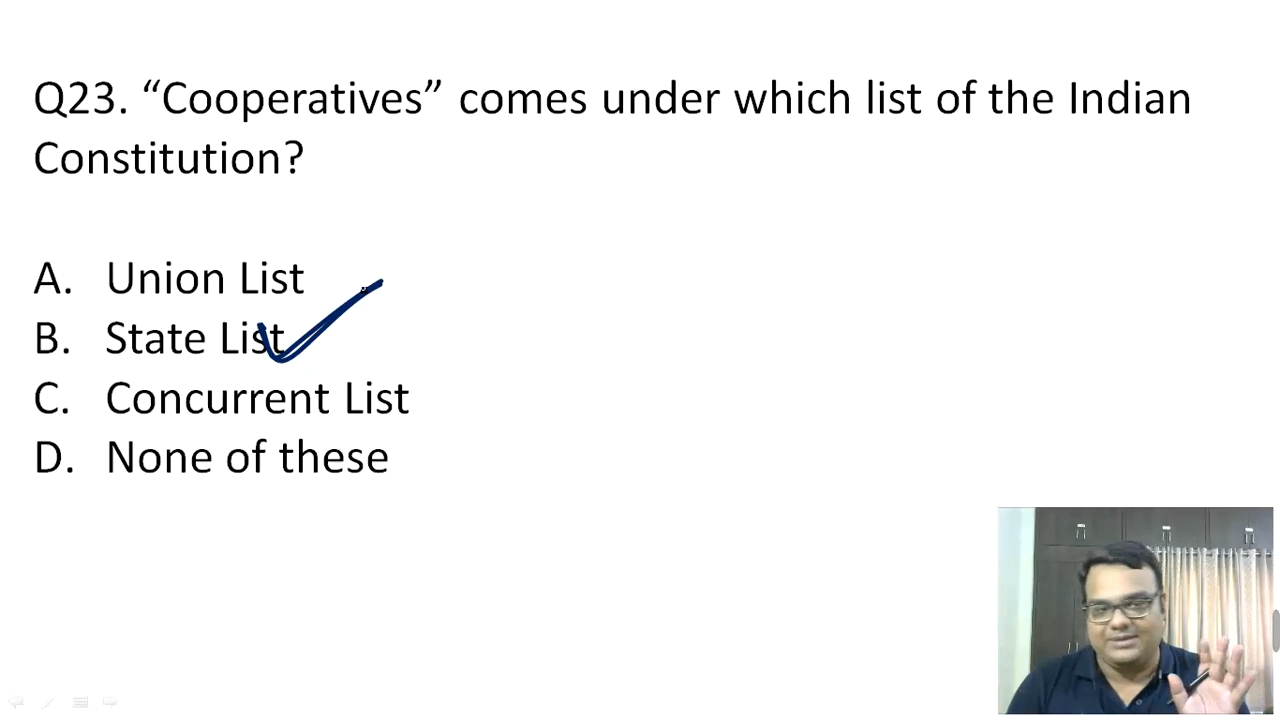 Q23. “Cooperatives” comes under which list of the Indian
Constitution?
A. Union List
B. State List
C. Concurrent List
D. None of these